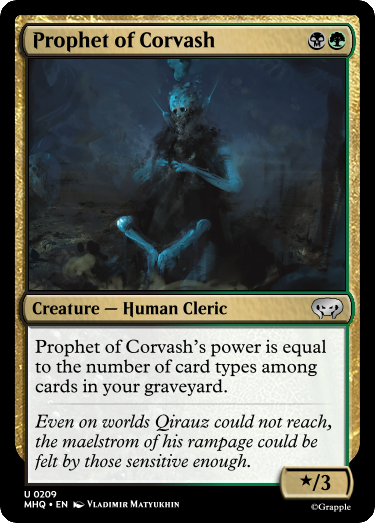 Prophet of Corvash
Creature — Human Cleric
Prophet of Corvash's power is equal
to the number of card types among
cards in your graveyard.
Even on worlds Qirauz could not reach,
the maelstrom of his rampage could be
felt by those sensitive enough.
★/3
U 0209
MHQ • EN Vladimir Matyukhin
©Grapple